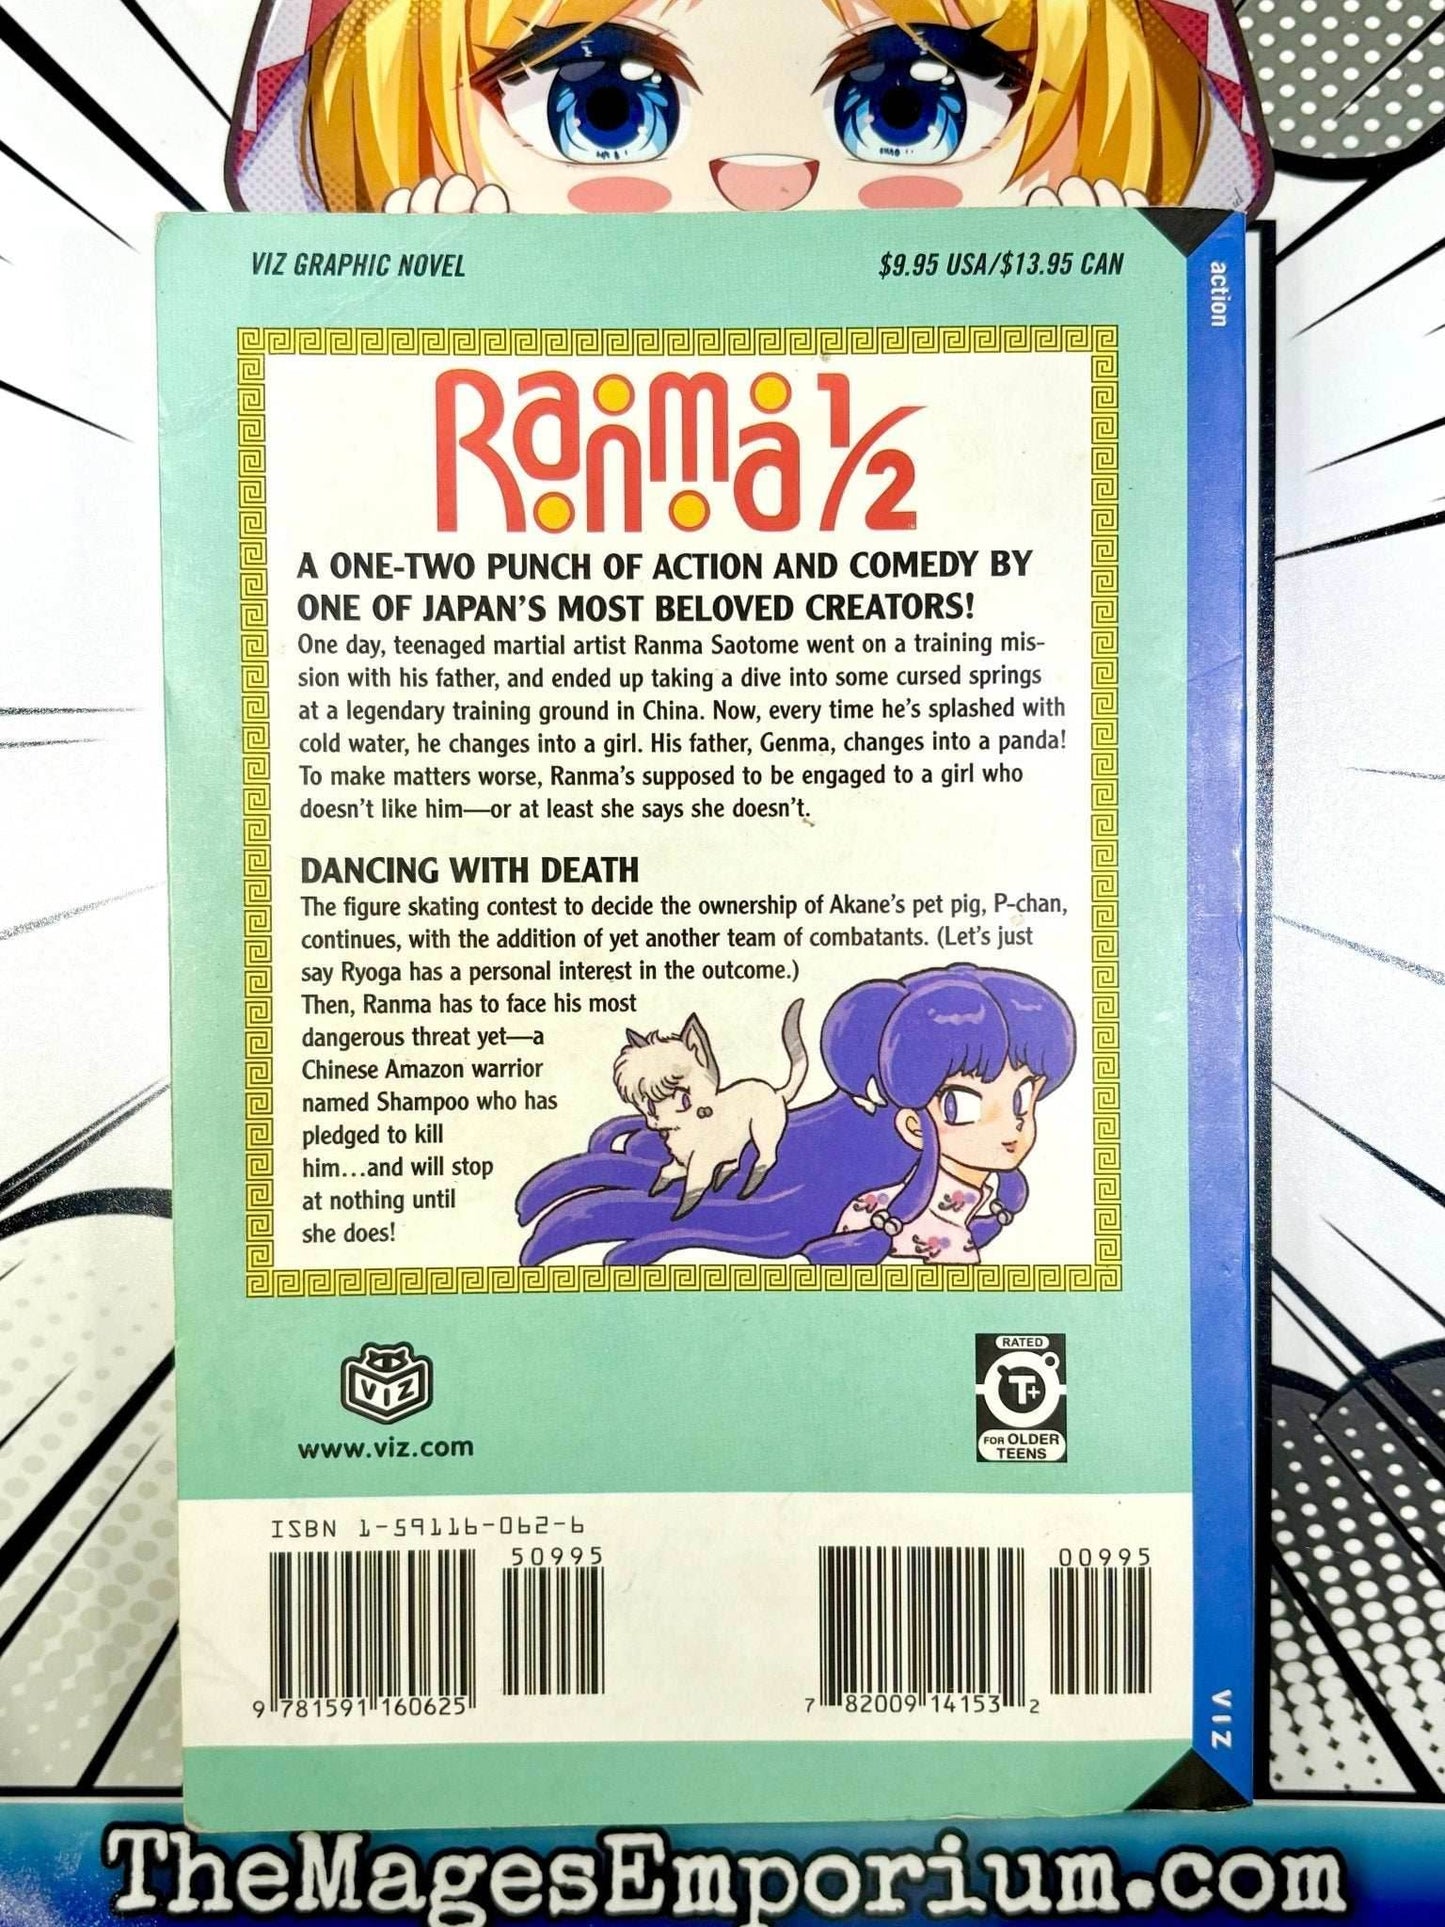 VIZ GRAPHIC NOVEL
$9.95 USA/$13.95 CAN
action
Ranma 1/2
A ONE-TWO PUNCH OF ACTION AND COMEDY BY
ONE OF JAPAN'S MOST BELOVED CREATORS!
One day, teenaged martial artist Ranma Saotome went on a training mis-
sion with his father, and ended up taking a dive into some cursed springs
at a legendary training ground in China. Now, every time he's splashed with
cold water, he changes into a girl. His father, Genma, changes into a panda!
To make matters worse, Ranma's supposed to be engaged to a girl who
doesn't like him—or at least she says she doesn't.
DANCING WITH DEATH
The figure skating contest to decide the ownership of Akane's pet pig, P-chan,
continues, with the addition of yet another team of combatants. (Let's just
say Ryoga has a personal interest in the outcome.)
Then, Ranma has to face his most
dangerous threat yet—a
Chinese Amazon warrior
named Shampoo who has
pledged to kill
him...and will stop
at nothing until
she does!
VIZ
www.viz.com
RATED
T+
FOR OLDER
TEENS
ISBN 1-59116-062-6
50995
00995
9 781591 160625
7 82009 14153 2
VIZ
TheMagesEmporium.com